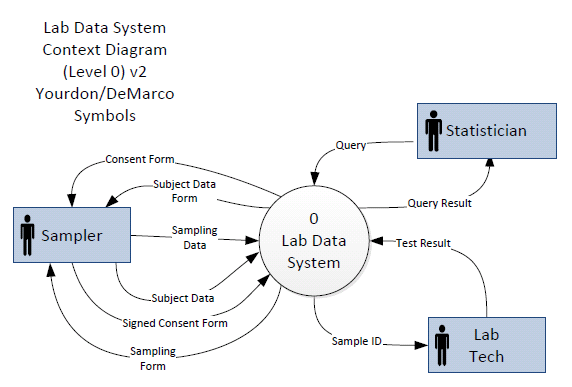 Lab Data System
Context Diagram
(Level 0) v2
Yourdon/DeMarco
Symbols
Statistician
Query
Consent Form
Subject Data
Form
Query Result
0
Lab Data
System
Sampler
Sampling
Data
Test Result
Subject Data
Signed Consent Form
Sample ID
Lab
Tech
Sampling
Form